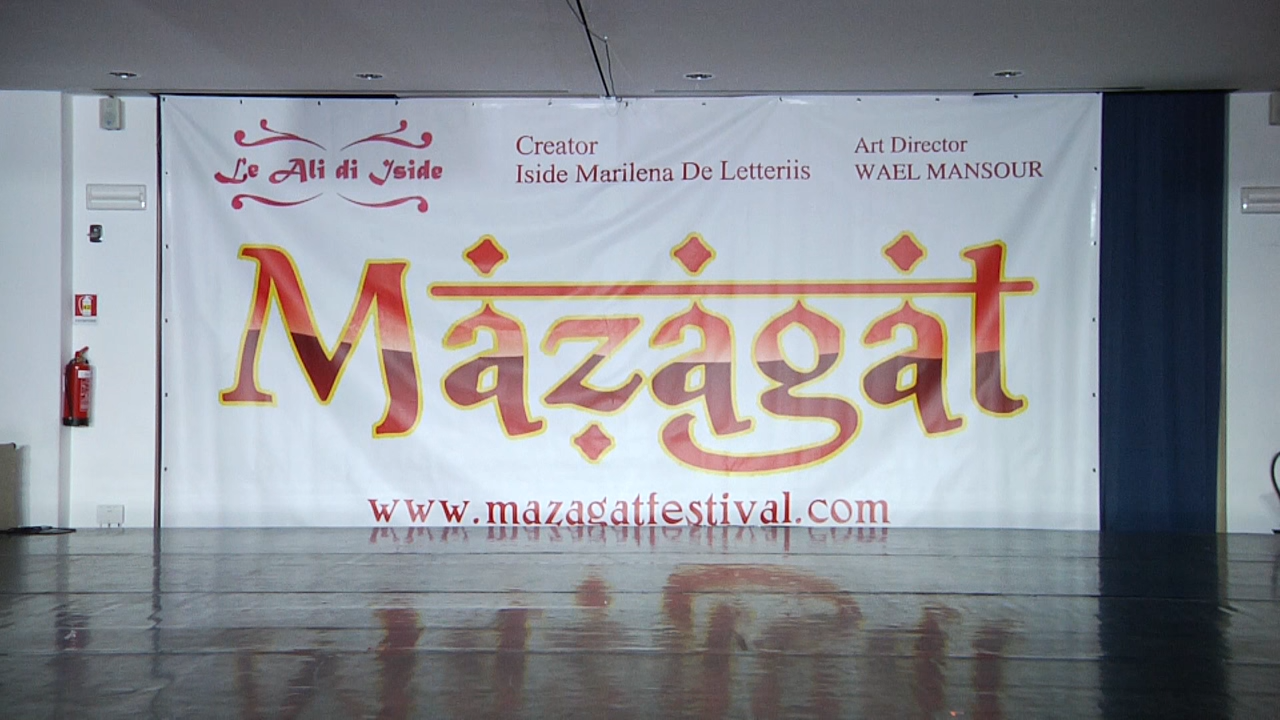 Le Ali di Iside
Creator
Iside Marilena De Letteriis
Art Director
WAEL MANSOUR
Mazagat
www.mazagatfestival.com